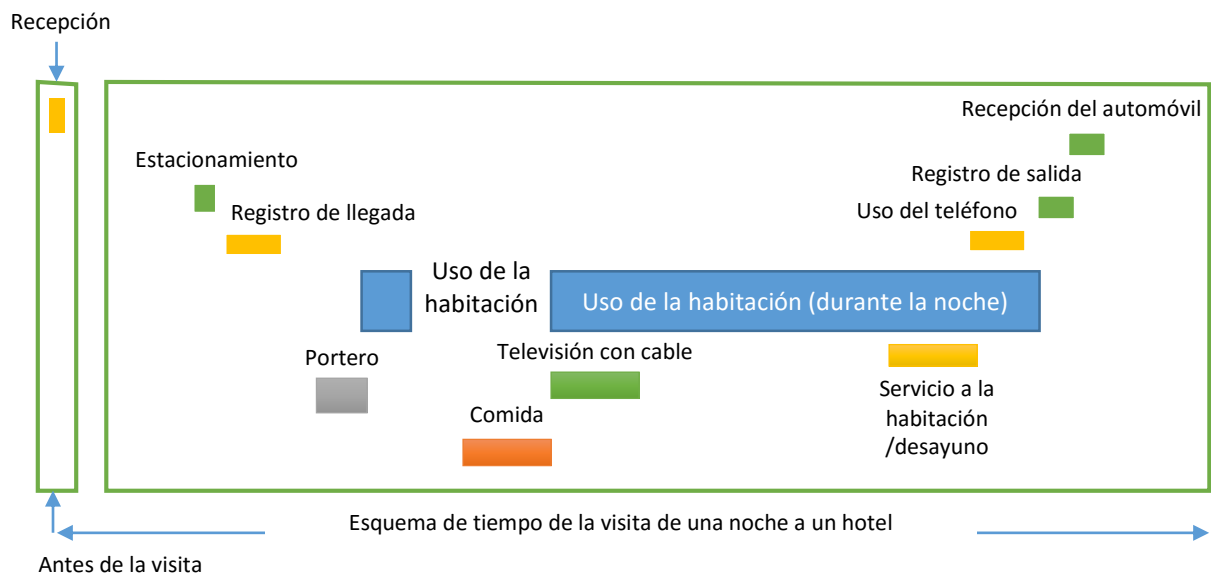 Recepción
Recepción del automóvil
Estacionamiento
Registro de salida
Registro de llegada
Uso del teléfono
Uso de la
habitación
Uso de la habitación (durante la noche)
Portero
Televisión con cable
Comida
Servicio a la
habitación
/desayuno
Esquema de tiempo de la visita de una noche a un hotel
Antes de la visita